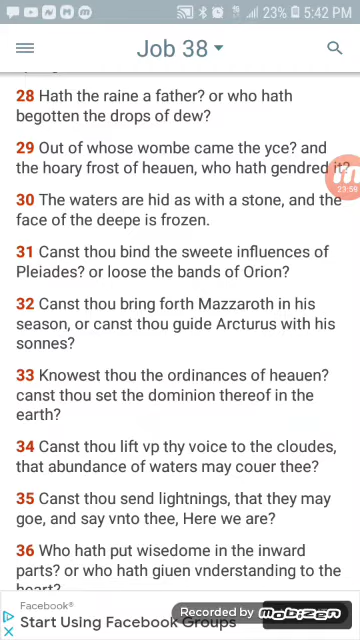 23% 5:42 PM
Job 38
28 Hath the raine a father? or who hath
begotten the drops of dew?
29 Out of whose wombe came the yce? and
the hoary frost of heauen, who hath gendred it?
23:59
30 The waters are hid as with a stone, and the
face of the deepe is frozen.
31 Canst thou bind the sweete influences of
Pleiades? or loose the bands of Orion?
32 Canst thou bring forth Mazzaroth in his
season, or canst thou guide Arcturus with his
sonnes?
33 Knowest thou the ordinances of heauen?
canst thou set the dominion thereof in the
earth?
34 Canst thou lift vp thy voice to the cloudes,
that abundance of waters may couer thee?
35 Canst thou send lightnings, that they may
goe, and say vnto thee, Here we are?
36 Who hath put wisedome in the inward
parts? or who hath giuen vnderstanding to the
heart?
Facebook®
Start Using Facebook Groups
Recorded by mobizen